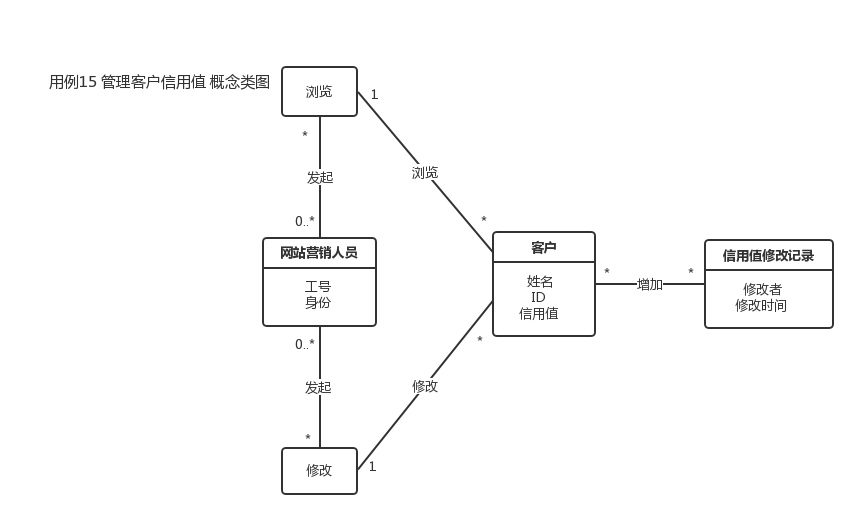 用例15 管理客户信用值 概念类图
浏览
1
*
发起
浏览
0..*
*
网站营销人员
工号
身份
客户
姓名
ID
信用值
*
增加
*
信用值修改记录
修改者
修改时间
0..*
*
发起
修改
*
1
修改